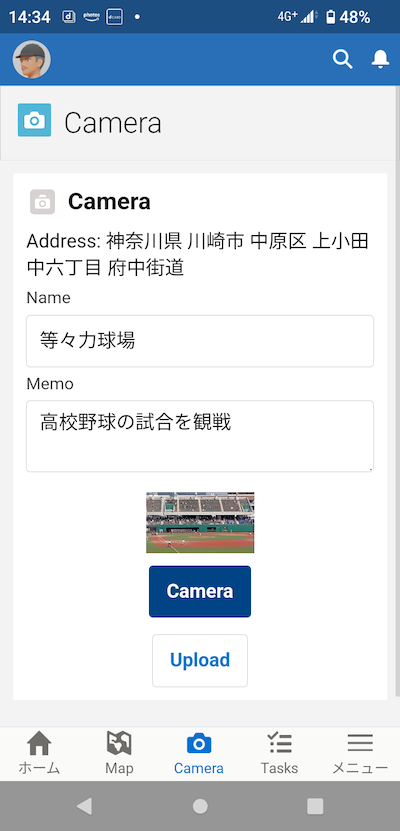 14:34 4G+ 48%
Camera
Camera
Address: 神奈川県 川崎市 中原区 上小田
中六丁目 府中街道
Name
等々力球場
Memo
高校野球の試合を観戦
Camera
Upload
ホーム Map Camera Tasks メニュー